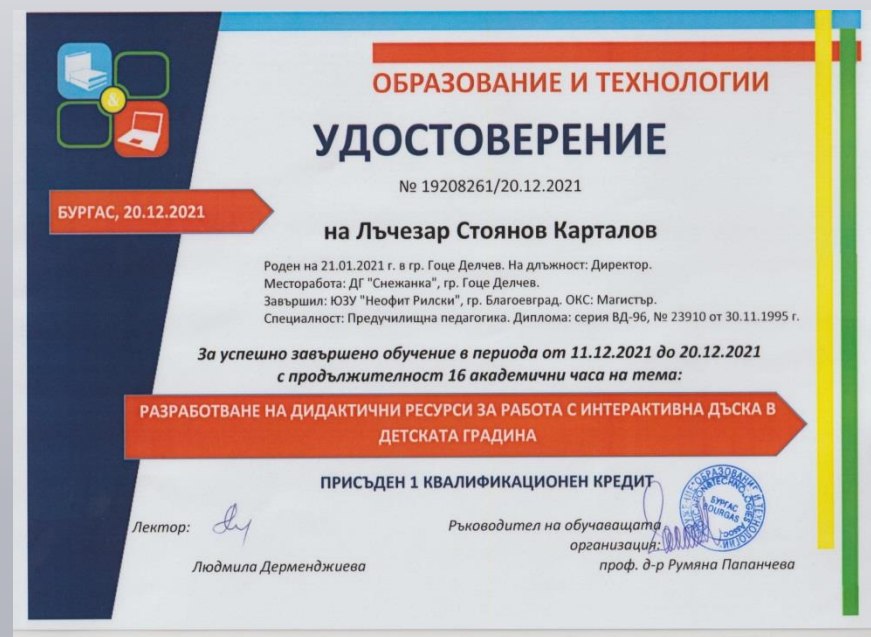 ОБРАЗОВАНИЕ И ТЕХНОЛОГИИ
&
УДОСТОВЕРЕНИЕ
№ 19208261/20.12.2021
БУРГАС, 20.12.2021
на Лъчезар Стоянов Карталов
Роден на 21.01.2021 г. в гр. Гоце Делчев. На длъжност: Директор.
Месторабота: ДГ "Снежанка", гр. Гоце Делчев.
Завършил: ЮЗУ "Неофит Рилски", гр. Благоевград. ОКС: Магистър.
Специалност: Предучилищна педагогика. Диплома: серия ВД-96, № 23910 от 30.11.1995 г.
За успешно завършено обучение в периода от 11.12.2021 до 20.12.2021
с продължителност 16 академични часа на тема:
РАЗРАБОТВАНЕ НА ДИДАКТИЧНИ РЕСУРСИ ЗА РАБОТА С ИНТЕРАКТИВНА ДЪСКА В
ДЕТСКАТА ГРАДИНА
ПРИСЪДЕН 1 КВАЛИФИКАЦИОНЕН КРЕДИТ
Лектор:
Ръководител на обучаващата
организация:
Людмила Дерменджиева
проф. д-р Румяна Папанчева
БУРГАС
BOURGAS